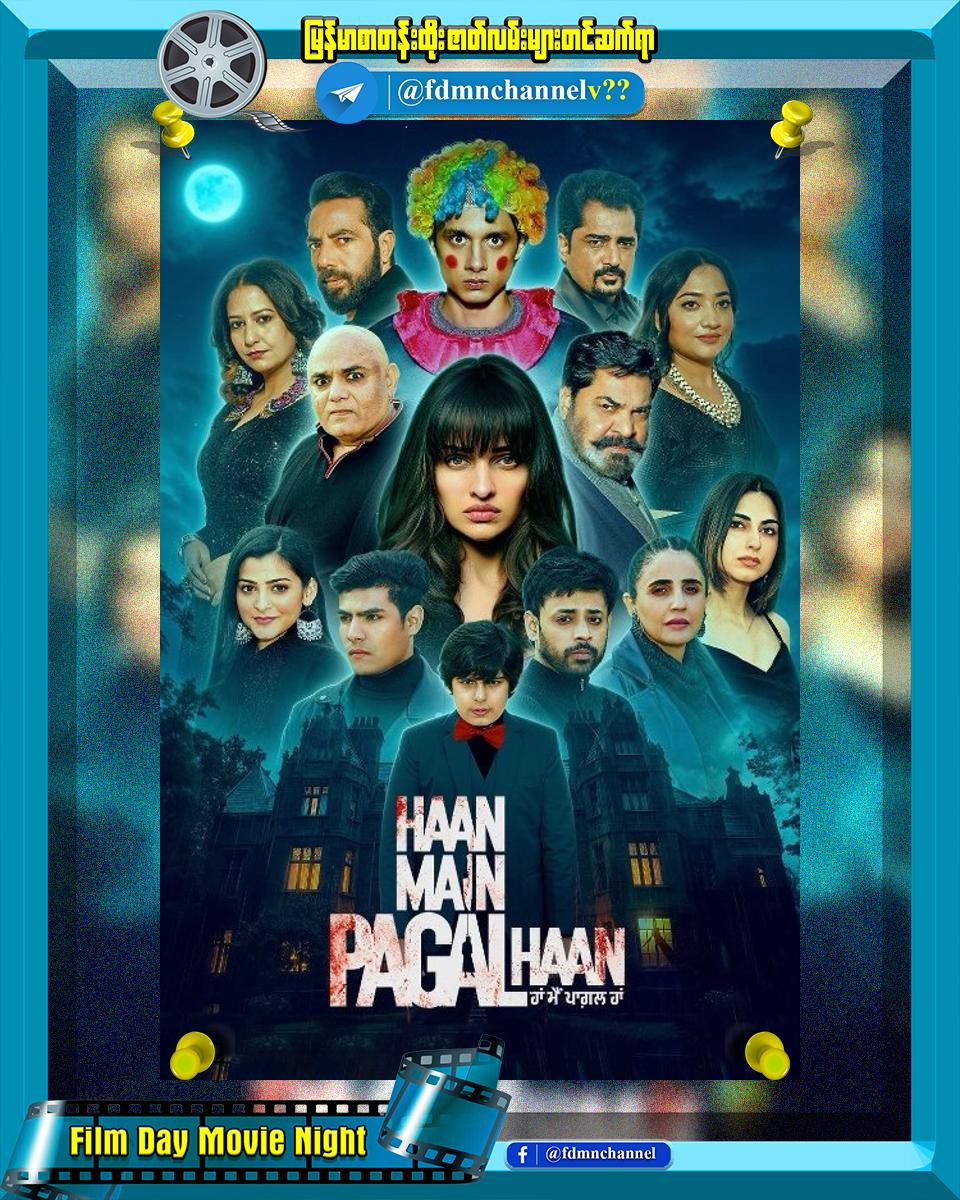 မြန်မာစာတန်းထိုးဇာတ်လမ်းများတင်ဆက်ရာ
@fdmnchannelv??
HAAN
MAIN
PAGAL HAAN
ਹਾਂ ਮੈਂ ਪਾਗ਼ਲ ਹਾਂ
Film Day Movie Night
@fdmnchannel